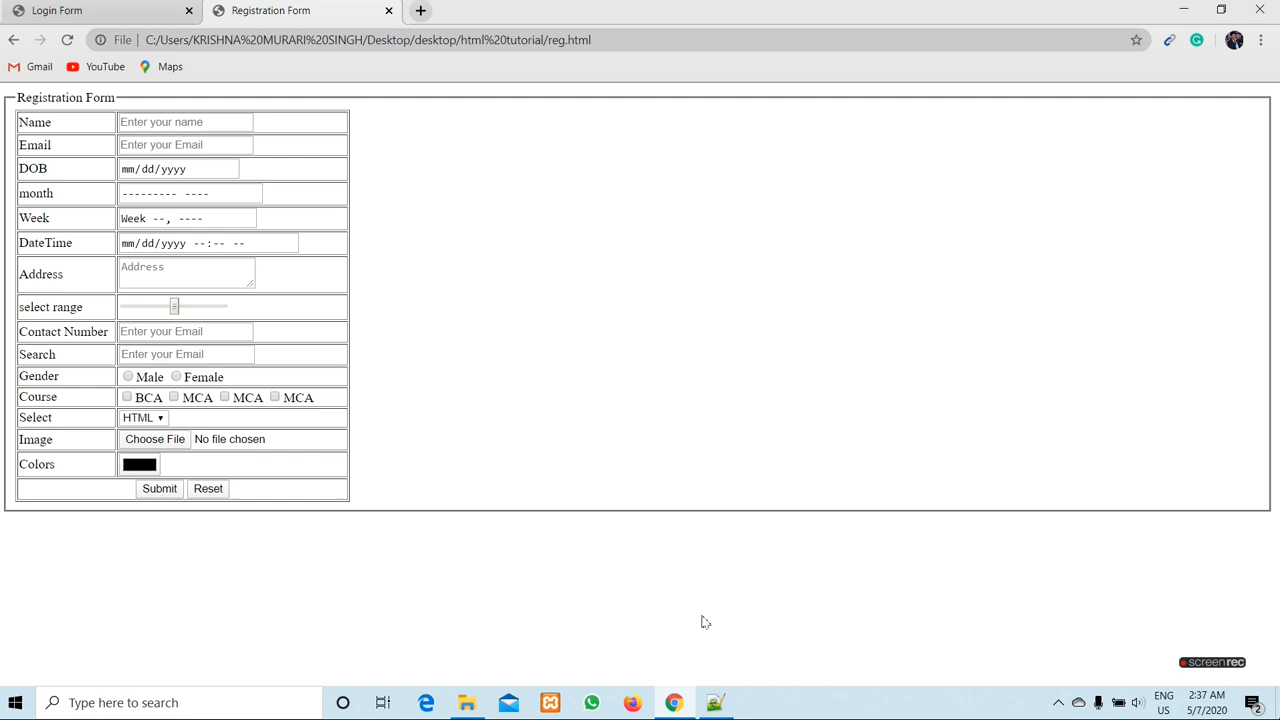 Login Form
Registration Form
File C:/Users/KRISHNA%20MURARI%20SINGH/Desktop/desktop/html%20tutorial/reg.html
Gmail YouTube Maps
Registration Form
Name Enter your name
Email Enter your Email
DOB mm/dd/yyyy
month --------- ----
Week Week --, ----
DateTime mm/dd/yyyy --:-- --
Address Address
select range
Contact Number Enter your Email
Search Enter your Email
Gender Male Female
Course BCA MCA MCA MCA
Select HTML
Image Choose File No file chosen
Colors
Submit Reset
screenrec
Type here to search
ENG 2:37 AM
US 5/7/2020 2